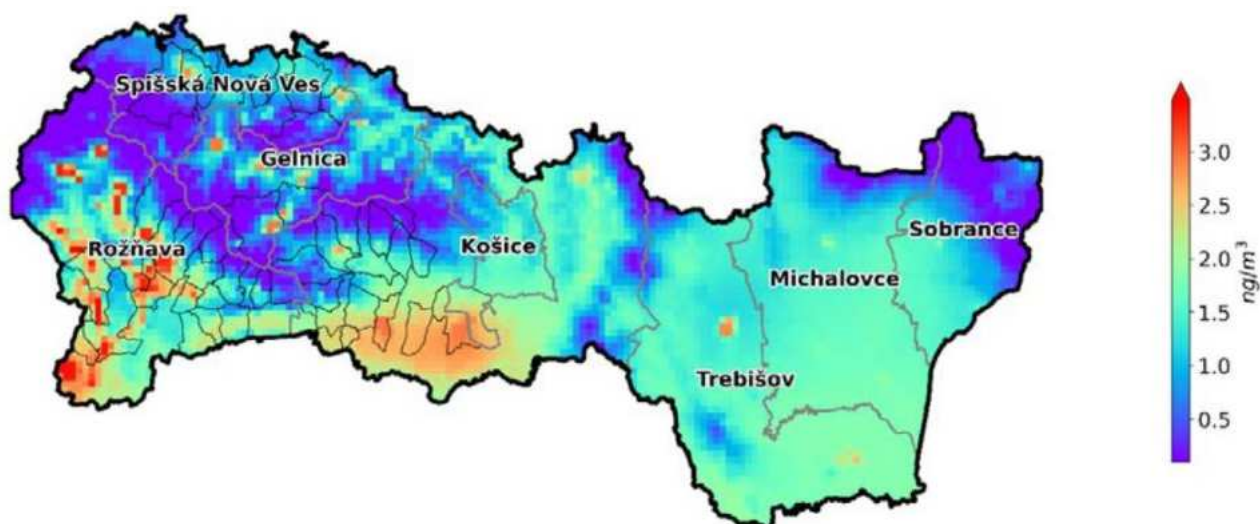 Spišská Nová Ves
Gelnica
Rožňava
Košice
Sobrance
Michalovce
Trebišov
3.0
2.5
2.0
1.5
1.0
0.5
ng/m³